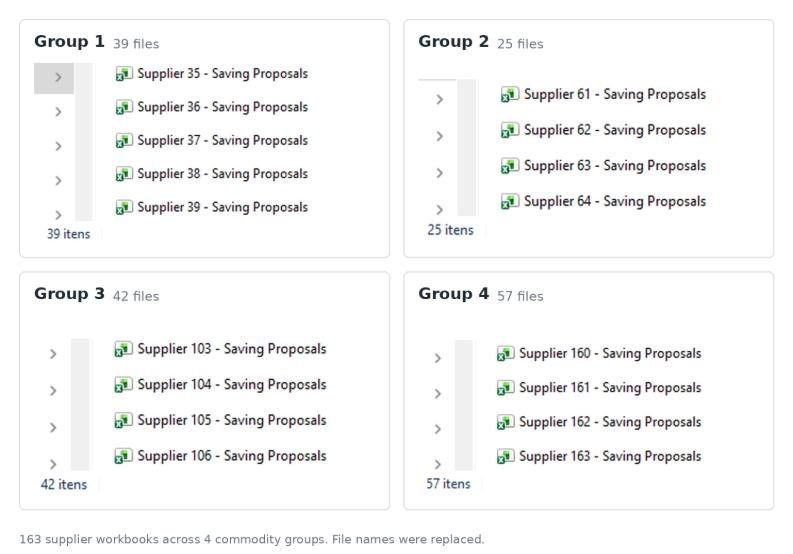 Group 1 39 files
Supplier 35 - Saving Proposals
Supplier 36 - Saving Proposals
Supplier 37 - Saving Proposals
Supplier 38 - Saving Proposals
Supplier 39 - Saving Proposals
39 itens
Group 2 25 files
Supplier 61 - Saving Proposals
Supplier 62 - Saving Proposals
Supplier 63 - Saving Proposals
Supplier 64 - Saving Proposals
25 itens
Group 3 42 files
Supplier 103 - Saving Proposals
Supplier 104 - Saving Proposals
Supplier 105 - Saving Proposals
Supplier 106 - Saving Proposals
42 itens
Group 4 57 files
Supplier 160 - Saving Proposals
Supplier 161 - Saving Proposals
Supplier 162 - Saving Proposals
Supplier 163 - Saving Proposals
57 itens
163 supplier workbooks across 4 commodity groups. File names were replaced.